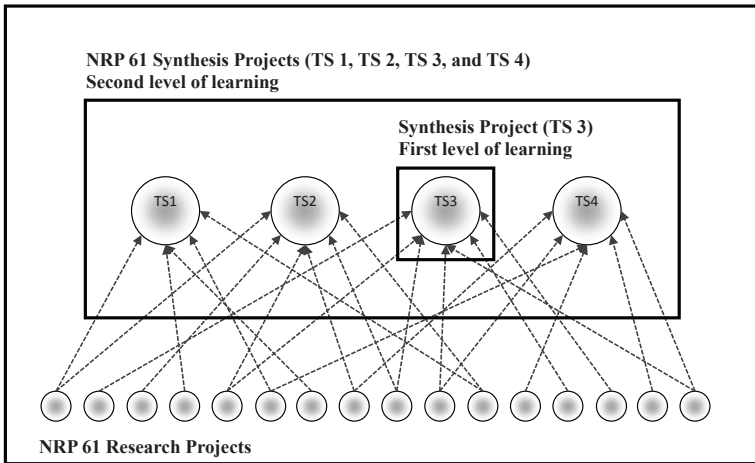 NRP 61 Synthesis Projects (TS 1, TS 2, TS 3, and TS 4)
Second level of learning
Synthesis Project (TS 3)
First level of learning
TS1
TS2
TS3
TS4
NRP 61 Research Projects